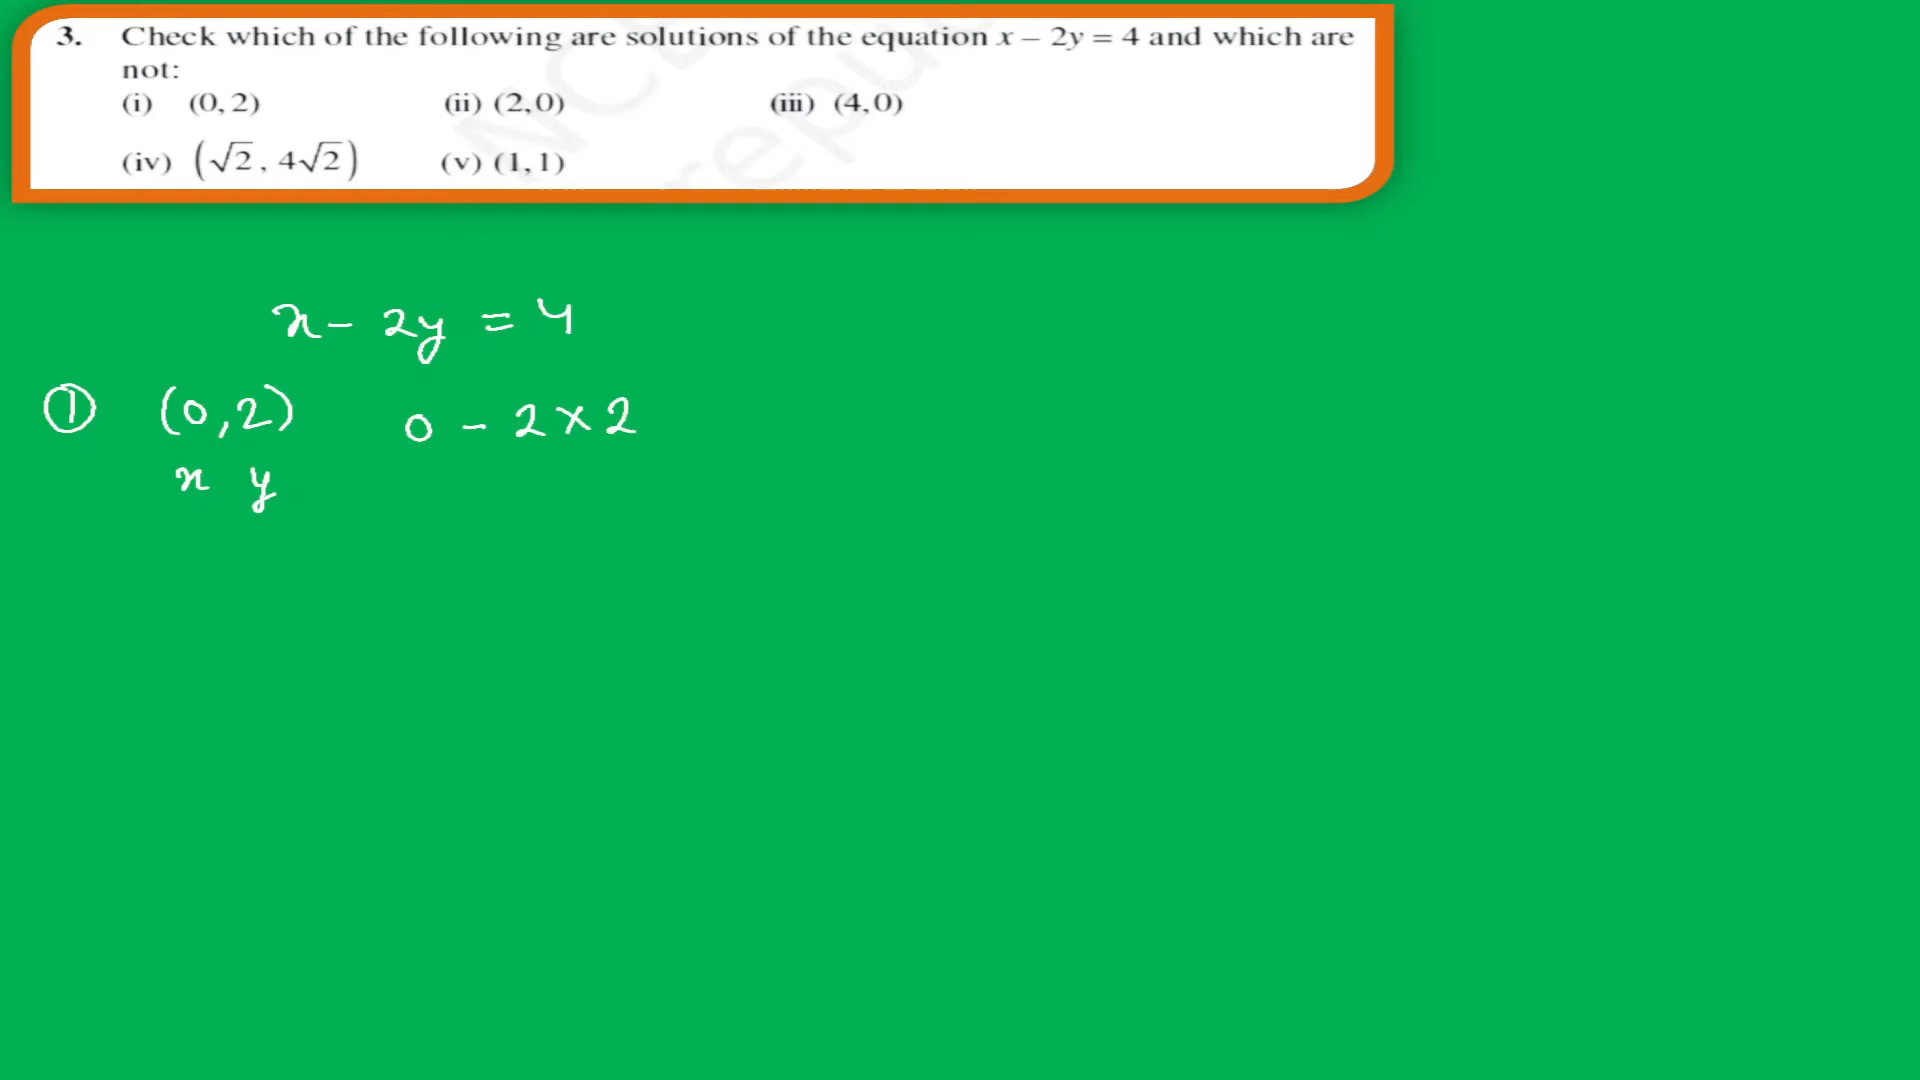 3. Check which of the following are solutions of the equation x – 2y = 4 and which are
not:
(i) (0, 2) (ii) (2, 0) (iii) (4, 0)
(iv) (√2, 4√2) (v) (1, 1)
x - 2y = 4
① (0, 2) 0 - 2 × 2
x y